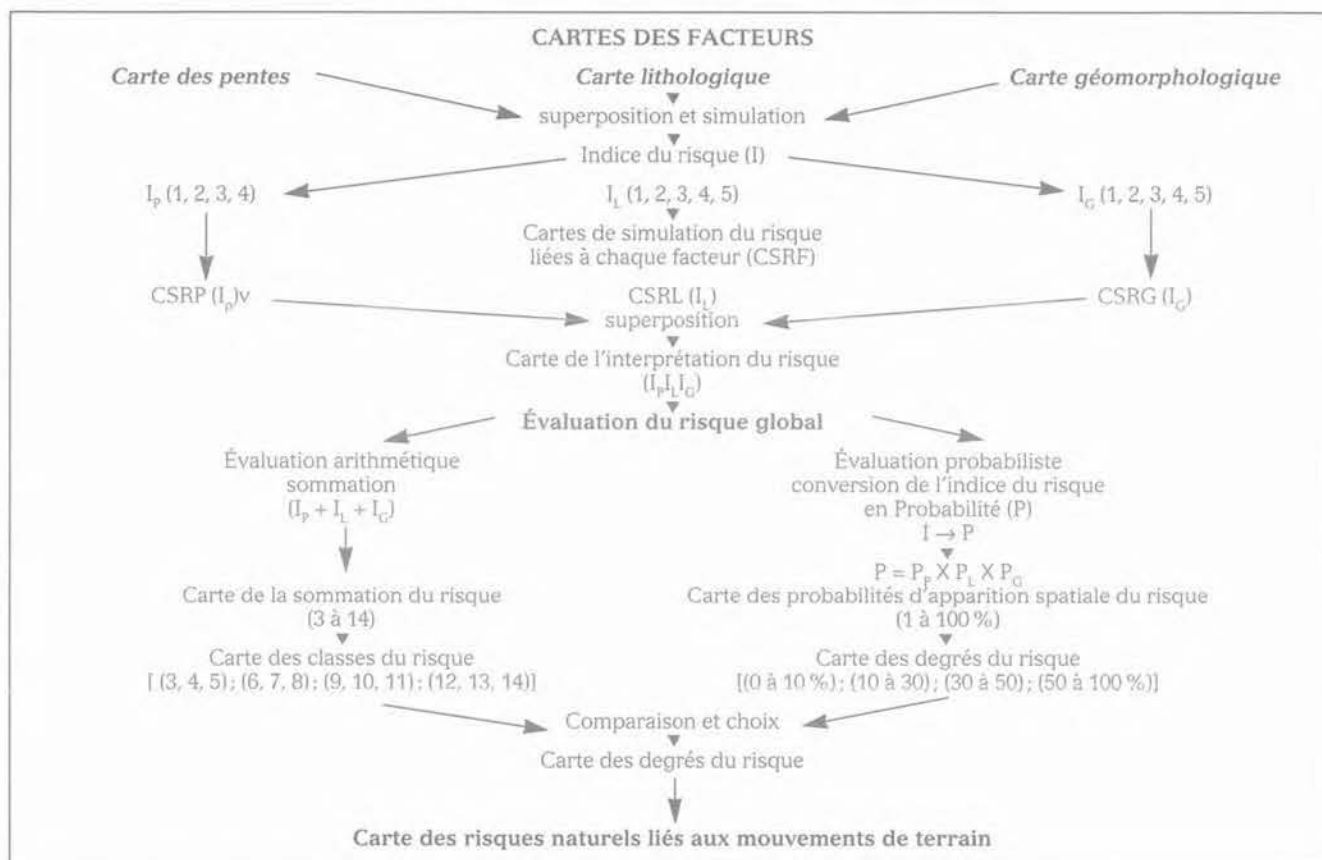 CARTES DES FACTEURS
Carte des pentes
Carte lithologique
Carte géomorphologique
superposition et simulation
Indice du risque (I)
I_P (1, 2, 3, 4)
I_L (1, 2, 3, 4, 5)
I_G (1, 2, 3, 4, 5)
Cartes de simulation du risque
liées à chaque facteur (CSRF)
CSRP (I_P)v
CSRL (I_L)
CSRG (I_G)
superposition
Carte de l'interprétation du risque
(I_PI_LI_G)
Évaluation du risque global
Évaluation arithmétique
sommation
(I_P + I_L + I_G)
Évaluation probabiliste
conversion de l'indice du risque
en Probabilité (P)
I → P
P = P_P X P_L X P_G
Carte de la sommation du risque
(3 à 14)
Carte des probabilités d'apparition spatiale du risque
(1 à 100 %)
Carte des classes du risque
[ (3, 4, 5) ; (6, 7, 8) ; (9, 10, 11) ; (12, 13, 14)]
Carte des degrés du risque
[(0 à 10 %) ; (10 à 30) ; (30 à 50) ; (50 à 100 %)]
Comparaison et choix
Carte des degrés du risque
Carte des risques naturels liés aux mouvements de terrain